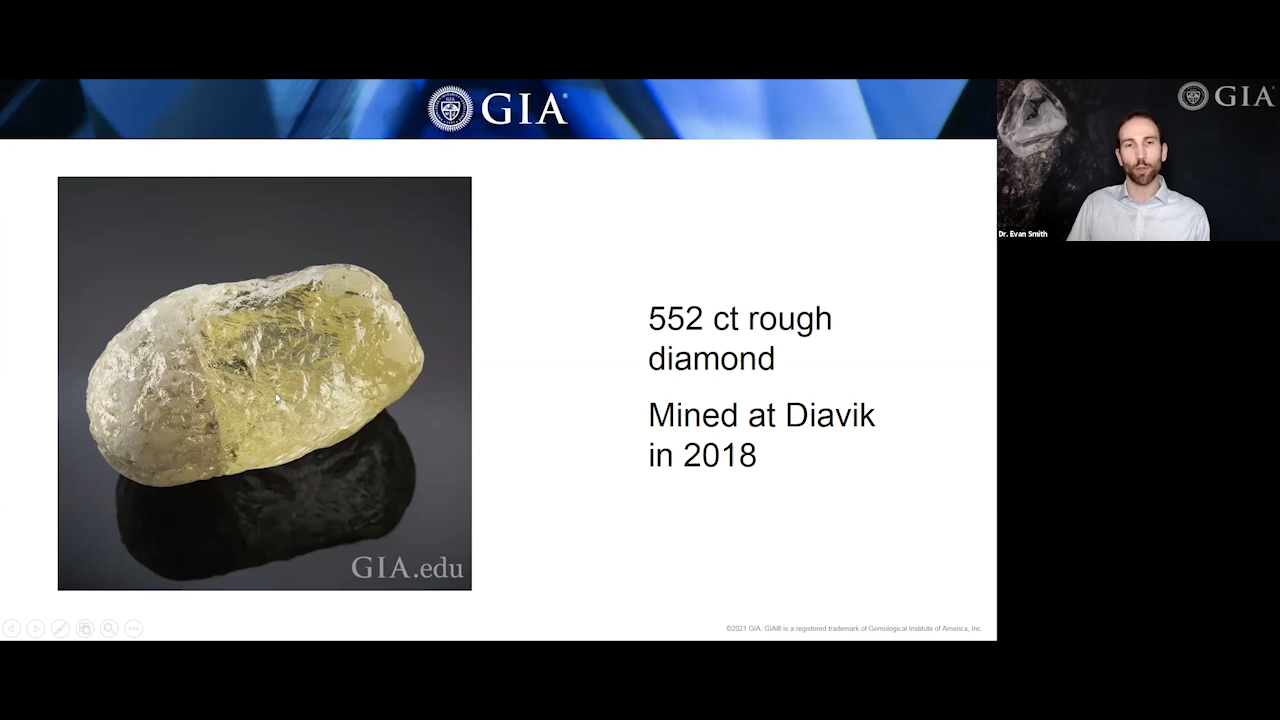 GIA®
552 ct rough
diamond
Mined at Diavik
in 2018
GIA.edu
©2021 GIA. GIA® is a registered trademark of Gemological Institute of America, Inc.
GIA
Dr. Evan Smith